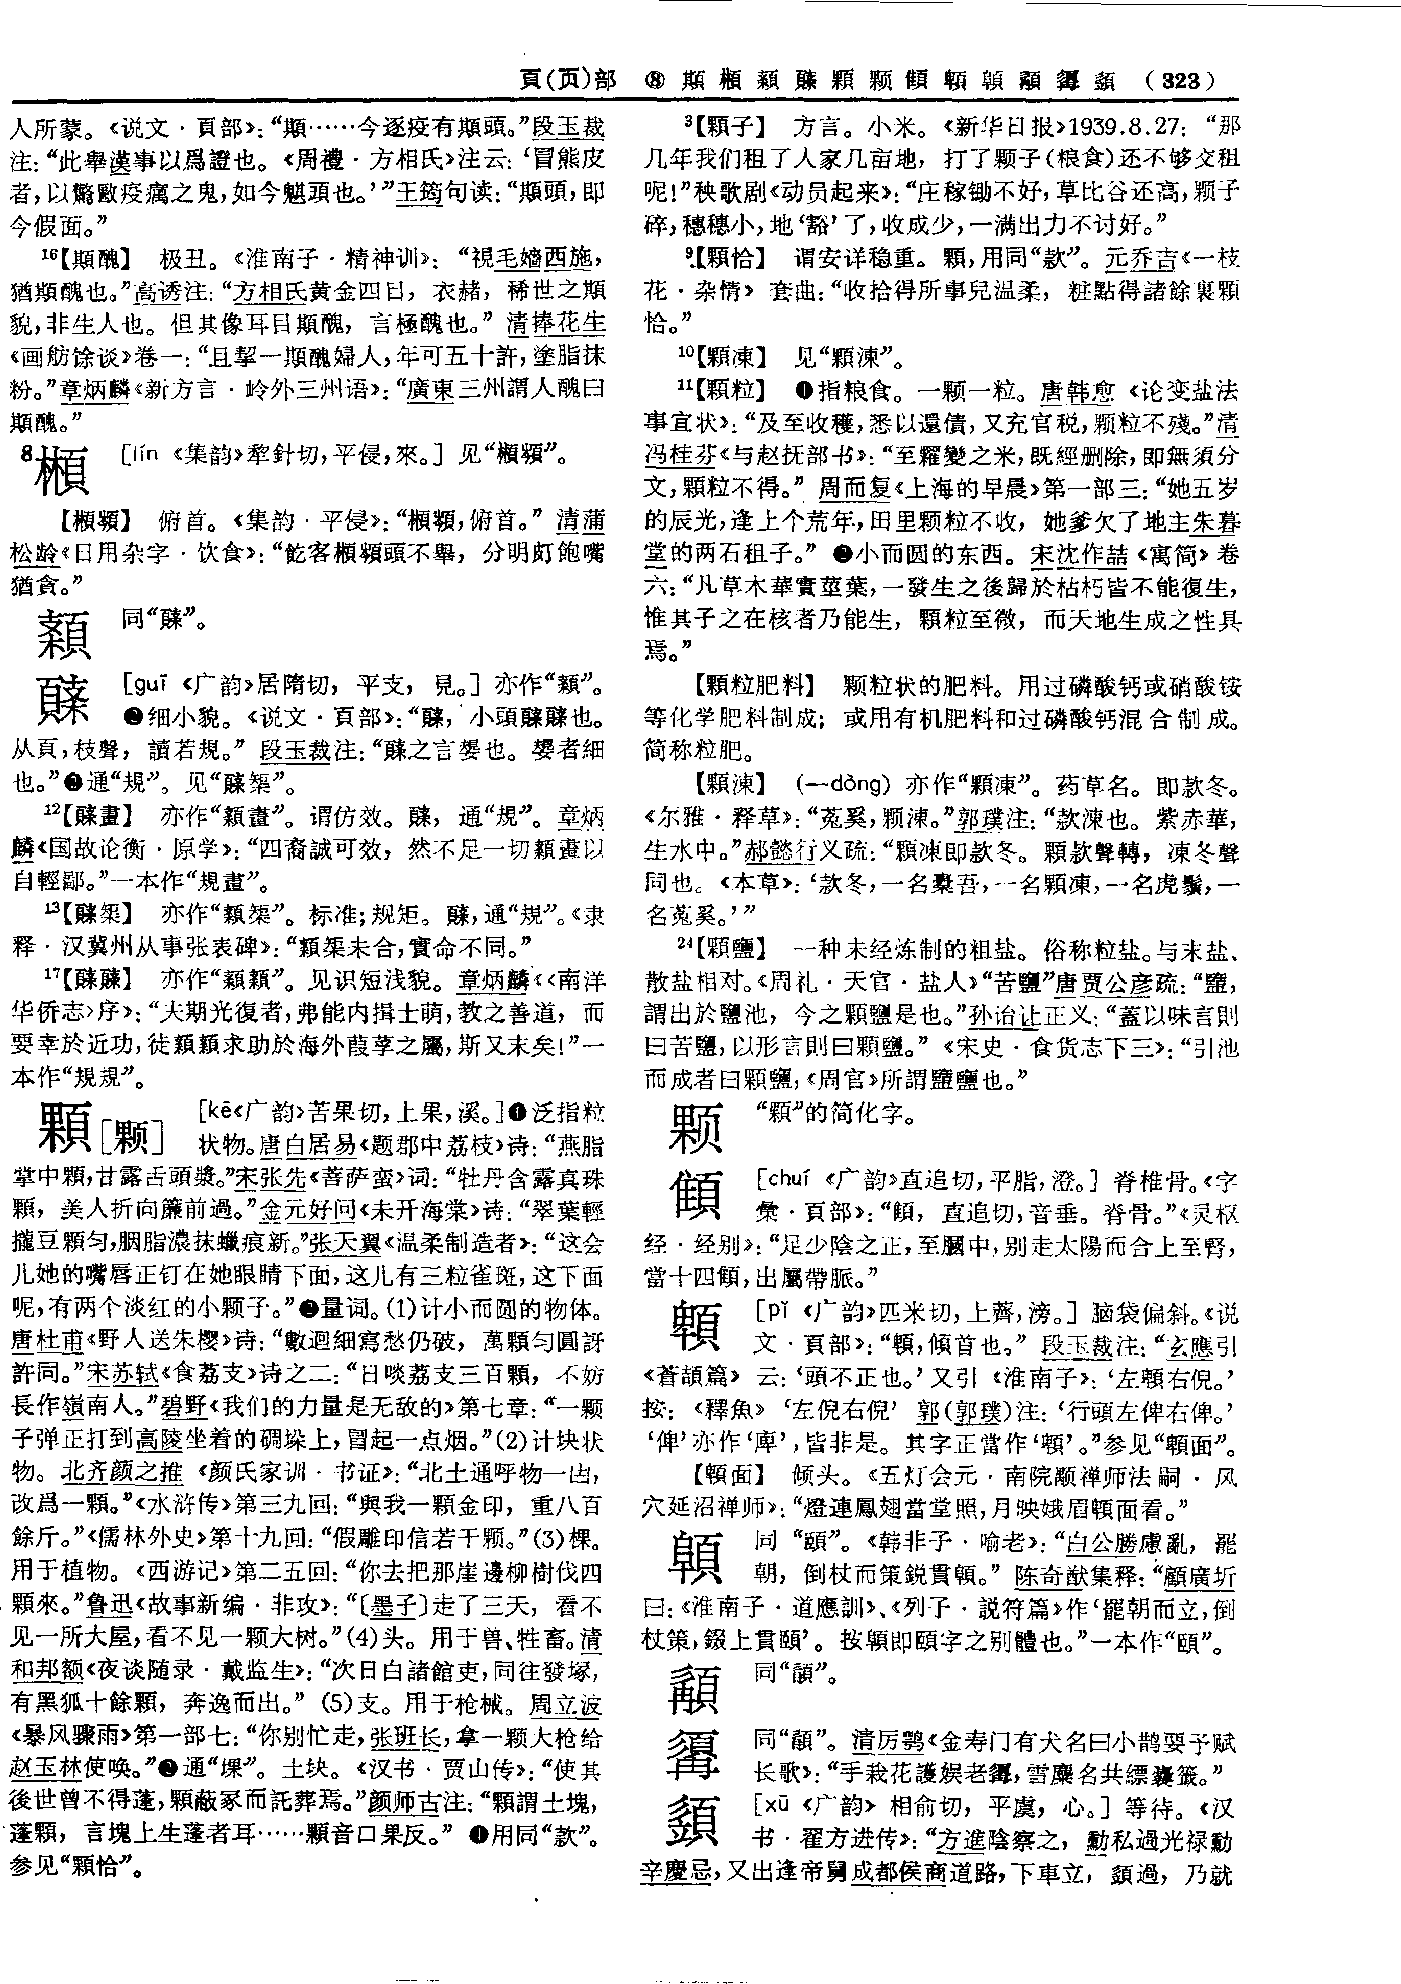 頁(页)部 ⑧ 䫏 䫐 𩓠 䫌 顆 颗 顀 䫌 顊 顅 䫇 䫇 (323)
人所蒙。《说文·頁部》：“䫏……今逐疫有䫏頭。”段玉裁
注：“此舉漢事以爲證也。《周禮·方相氏》注云：‘冒熊皮
者，以驚敺疫癘之鬼，如今魌頭也。’”王筠句读：“䫏頭，即
今假面。”
¹⁶【䫏醜】 极丑。《淮南子·精神训》：“視毛嬙西施，
猶䫏醜也。”高诱注：“方相氏黄金四目，衣赭，稀世之䫏
貌，非生人也。但其像耳目䫏醜，言極醜也。”清捧花生
《画舫馀谈》卷一：“且挈一䫏醜婦人，年可五十許，塗脂抹
粉。”章炳麟《新方言·岭外三州语》：“廣東三州謂人醜曰
䫏醜。”
8 [lín 《集韵》犂針切，平侵，來。] 见
俯首。《集韵·平侵》： 俯首。”清蒲
松龄《日用杂字·饮食》：“飥客 頭不舉，分明飣飽嘴
猶貪。”
同
[guī 《广韵》居隋切，平支，見。] 亦作
❶细小貌。《说文·頁部》： 小頭 也。
从頁，枝聲，讀若規。”段玉裁注： 之言嫢也。嫢者細
也。”❷通“規”。见
¹² 亦作 谓仿效。 通“規”。章炳
麟《国故论衡·原学》：“四裔誠可效，然不足一切 畫以
自輕鄙。”一本作“規畫”。
¹³ 亦作 标准；规矩。 通“規”。《隶
释·汉冀州从事张表碑》： 榘未合，實命不同。”
¹⁷ 亦作 见识短浅貌。章炳麟《〈南洋
华侨志〉序》：“夫期光復者，弗能内揖士萌，教之善道，而
要幸於近功，徒 求助於海外葭莩之屬，斯又末矣！”一
本作“規規”。
顆[颗] [kē《广韵》苦果切，上果，溪。]❶泛指粒
状物。唐白居易《题郡中荔枝》诗：“燕脂
掌中顆，甘露舌頭漿。”宋张先《菩萨蛮》词：“牡丹含露真珠
顆，美人折向簾前過。”金元好问《未开海棠》诗：“翠葉輕
攏豆顆匀，胭脂濃抹蠟痕新。”张天翼《温柔制造者》：“这会
儿她的嘴唇正钉在她眼睛下面，这儿有三粒雀斑，这下面
呢，有两个淡红的小颗子。”❷量词。(1)计小而圆的物体。
唐杜甫《野人送朱樱》诗：“數迴細寫愁仍破，萬顆匀圓訝
許同。”宋苏轼《食荔支》诗之二：“日啖荔支三百顆，不妨
長作嶺南人。”碧野《我们的力量是无敌的》第七章：“一颗
子弹正打到高陵坐着的碉垛上，冒起一点烟。”(2)计块状
物。北齐颜之推《颜氏家训·书证》：“北土通呼物一凷，
改爲一顆。”《水浒传》第三九回：“與我一顆金印，重八百
餘斤。”《儒林外史》第十九回：“假雕印信若干颗。”(3)棵。
用于植物。《西游记》第二五回：“你去把那崖邊柳樹伐四
顆來。”鲁迅《故事新编·非攻》：“〔墨子〕走了三天，看不
见一所大屋，看不见一颗大树。”(4)头。用于兽、牲畜。清
和邦额《夜谈随录·戴监生》：“次日白諸館吏，同往發塚，
有黑狐十餘顆，奔逸而出。”(5)支。用于枪械。周立波
《暴风骤雨》第一部七：“你别忙走，张班长，拿一颗大枪给
赵玉林使唤。”❸通“堁”。土块。《汉书·贾山传》：“使其
後世曾不得蓬，顆蔽冢而託葬焉。”颜师古注：“顆謂土塊，
蓬顆，言塊上生蓬者耳……顆音口果反。”❹用同“款”。
参见“顆恰”。
³【顆子】 方言。小米。《新华日报》1939.8.27：“那
几年我们租了人家几亩地，打了颗子(粮食)还不够交租
呢！”秧歌剧《动员起来》：“庄稼锄不好，草比谷还高，颗子
碎，穗穗小，地‘豁’了，收成少，一满出力不讨好。”
⁹【顆恰】 谓安详稳重。顆，用同“款”。元乔吉《一枝
花·杂情》套曲：“收拾得所事兒温柔，粧點得諸餘裏顆
恰。”
¹⁰【顆凍】 见“顆涷”。
¹¹【顆粒】 ❶指粮食。一颗一粒。唐韩愈《论变盐法
事宜状》：“及至收穫，悉以還債，又充官税，颗粒不殘。”清
冯桂芬《与赵抚部书》：“至糶變之米，既經删除，即無須分
文，顆粒不得。”周而复《上海的早晨》第一部三：“她五岁
的辰光，逢上个荒年，田里颗粒不收，她爹欠了地主朱暮
堂的两石租子。”❷小而圆的东西。宋沈作喆《寓简》卷
六：“凡草木華實莖葉，一發生之後歸於枯朽皆不能復生，
惟其子之在核者乃能生，顆粒至微，而天地生成之性具
焉。”
【顆粒肥料】 颗粒状的肥料。用过磷酸钙或硝酸铵
等化学肥料制成；或用有机肥料和过磷酸钙混合制成。
简称粒肥。
【顆涷】 (—dōng) 亦作“顆凍”。药草名。即款冬。
《尔雅·释草》：“菟奚，颗涷。”郭璞注：“款涷也。紫赤華，
生水中。”郝懿行义疏：“顆凍即款冬。顆款聲轉，凍冬聲
同也。《本草》：‘款冬，一名橐吾，一名顆凍，一名虎鬚，一
名菟奚。’”
²⁴【顆鹽】 一种未经炼制的粗盐。俗称粒盐。与末盐、
散盐相对。《周礼·天官·盐人》“苦鹽”唐贾公彦疏：“鹽，
謂出於鹽池，今之顆鹽是也。”孙诒让正义：“蓋以味言則
曰苦鹽，以形言則曰顆鹽。”《宋史·食货志下三》：“引池
而成者曰顆鹽，《周官》所謂盬鹽也。”
颗 “顆”的简化字。
顀 [chuí 《广韵》直追切，平脂，澄。] 脊椎骨。《字
彙·頁部》：“顀，直追切，音垂。脊骨。”《灵枢
经·经别》：“足少陰之正，至膕中，别走太陽而合上至腎，
當十四顀，出屬帶脈。”
[pǐ 《广韵》匹米切，上薺，滂。] 脑袋偏斜。《说
文·頁部》： 傾首也。”段玉裁注：“玄應引
《蒼頡篇》云：‘頭不正也。’又引《淮南子》：‘左 右倪。’
按：《釋魚》‘左倪右倪’郭(郭璞)注：‘行頭左俾右俾。’
‘俾’亦作‘庳’，皆非是。其字正當作 参见
倾头。《五灯会元·南院颙禅师法嗣·风
穴延沼禅师》：“燈連鳳翅當堂照，月映娥眉 面看。”
同“頤”。《韩非子·喻老》：“白公勝慮亂，罷
朝，倒杖而策鋭貫 陈奇猷集释：“顧廣圻
曰：《淮南子·道應訓》、《列子·説符篇》作‘罷朝而立，倒
杖策，錣上貫頤’。按 即頤字之别體也。”一本作“頤”。
同
同 清厉鹗《金寿门有犬名曰小鹊要予赋
长歌》：“手栽花護娱老 雪麋名共縹囊籤。”
[xū 《广韵》相俞切，平虞，心。] 等待。《汉
书·翟方进传》：“方進陰察之，勳私過光禄勳
辛慶忌，又出逢帝舅成都侯商道路，下車立， 過，乃就